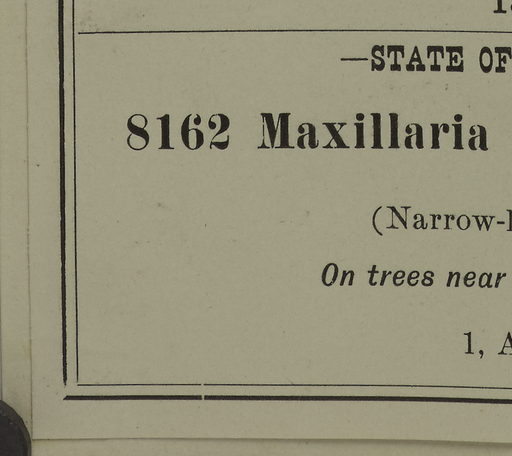 —STATE OF
8162 Maxillaria
(Narrow-
On trees near
1, A